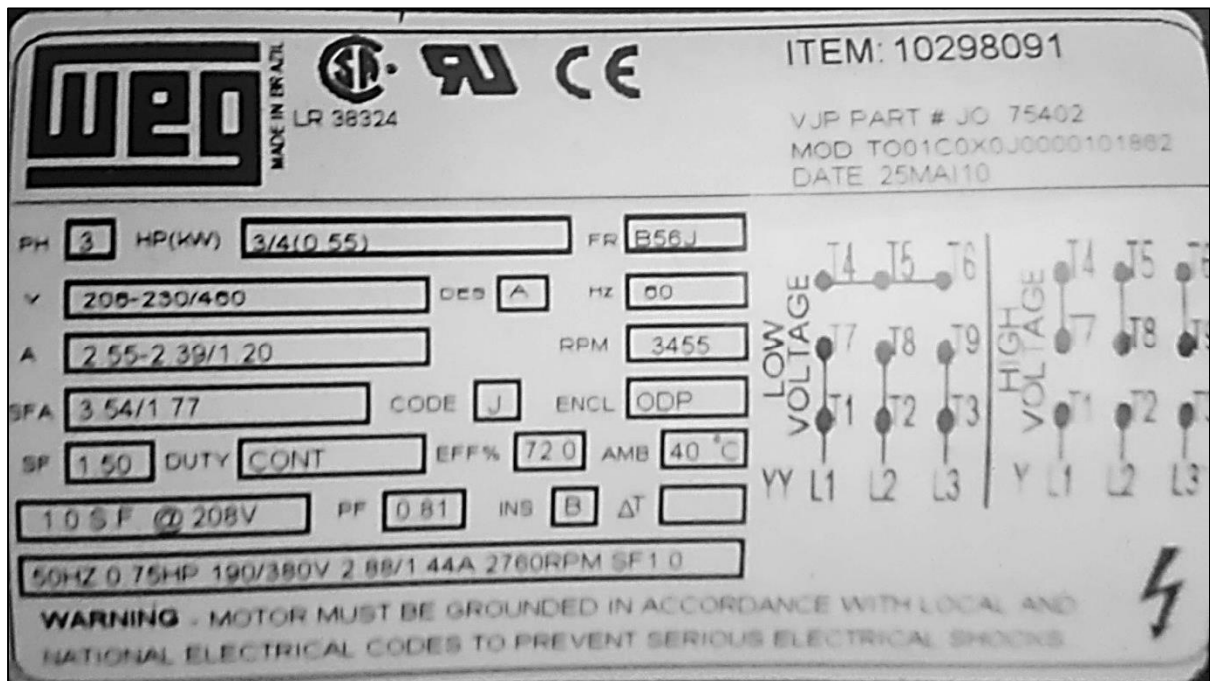 WEG
MADE IN BRAZIL
SA
LR 38324
RU
CE
ITEM: 10298091
VJP PART # JO 75402
MOD TO01C0X0J0000101862
DATE 25MAI10
PH 3 HP(KW) 3/4(0.55) FR B56J
V 208-230/460 DES A HZ 60
A 2.55-2.39/1.20 RPM 3455
SFA 3.54/1.77 CODE J ENCL ODP
SF 1.50 DUTY CONT EFF% 72.0 AMB 40 °C
1.0 S.F. @ 208V PF 0.81 INS B ΔT
50HZ 0.75HP 190/380V 2.88/1.44A 2760RPM SF1.0
LOW VOLTAGE
T4 T5 T6
T7 T8 T9
T1 T2 T3
YY L1 L2 L3
HIGH VOLTAGE
T4 T5 T6
T7 T8 T9
T1 T2 T3
Y L1 L2 L3
WARNING - MOTOR MUST BE GROUNDED IN ACCORDANCE WITH LOCAL AND
NATIONAL ELECTRICAL CODES TO PREVENT SERIOUS ELECTRICAL SHOCKS